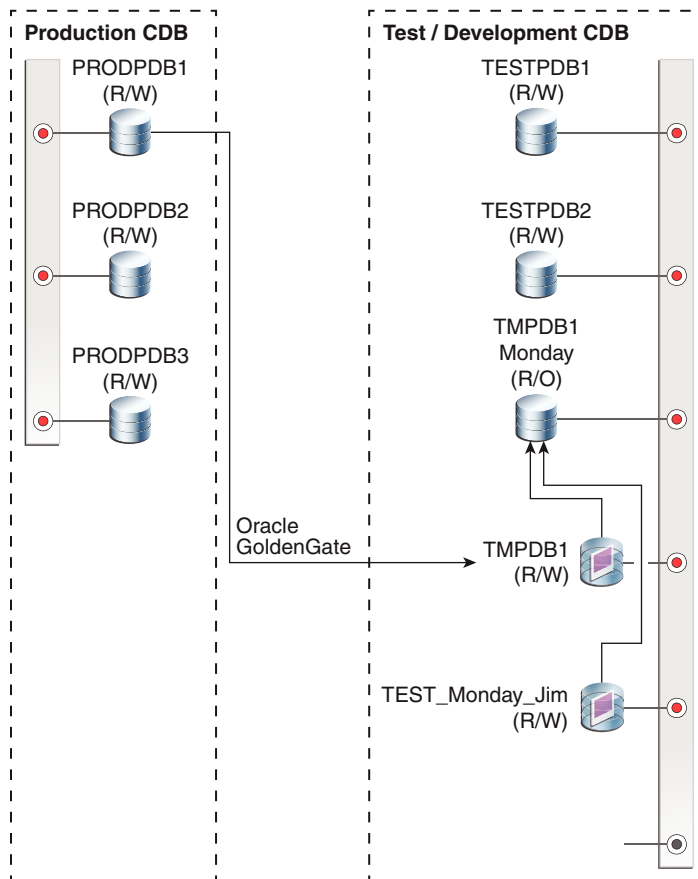 Production CDB
PRODPDB1
(R/W)
PRODPDB2
(R/W)
PRODPDB3
(R/W)
Oracle
GoldenGate
Test / Development CDB
TESTPDB1
(R/W)
TESTPDB2
(R/W)
TMPDB1
Monday
(R/O)
TMPDB1
(R/W)
TEST_Monday_Jim
(R/W)